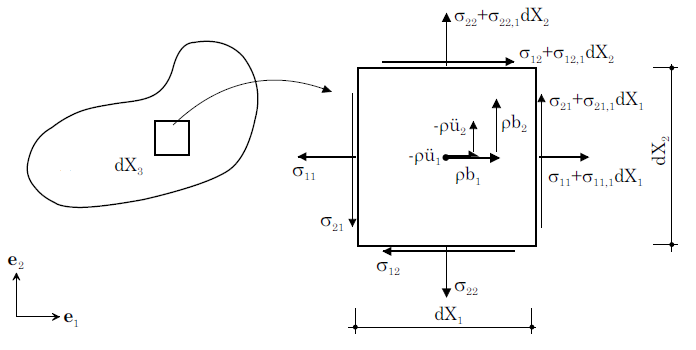 σ₂₂+σ₂₂,₁dX₂
σ₁₂+σ₁₂,₁dX₂
σ₂₁+σ₂₁,₁dX₁
-ρü₂
ρb₂
dX₂
dX₃
-ρü₁
σ₁₁
ρb₁
σ₁₁+σ₁₁,₁dX₁
σ₂₁
e₂
σ₁₂
σ₂₂
e₁
dX₁